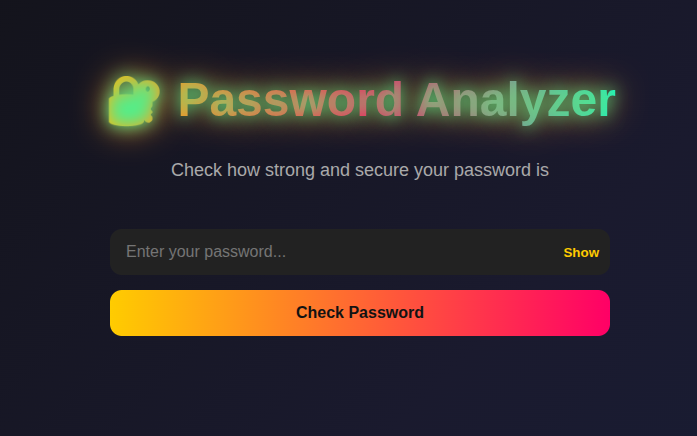 🔐 Password Analyzer
Check how strong and secure your password is
Enter your password...
Show
Check Password